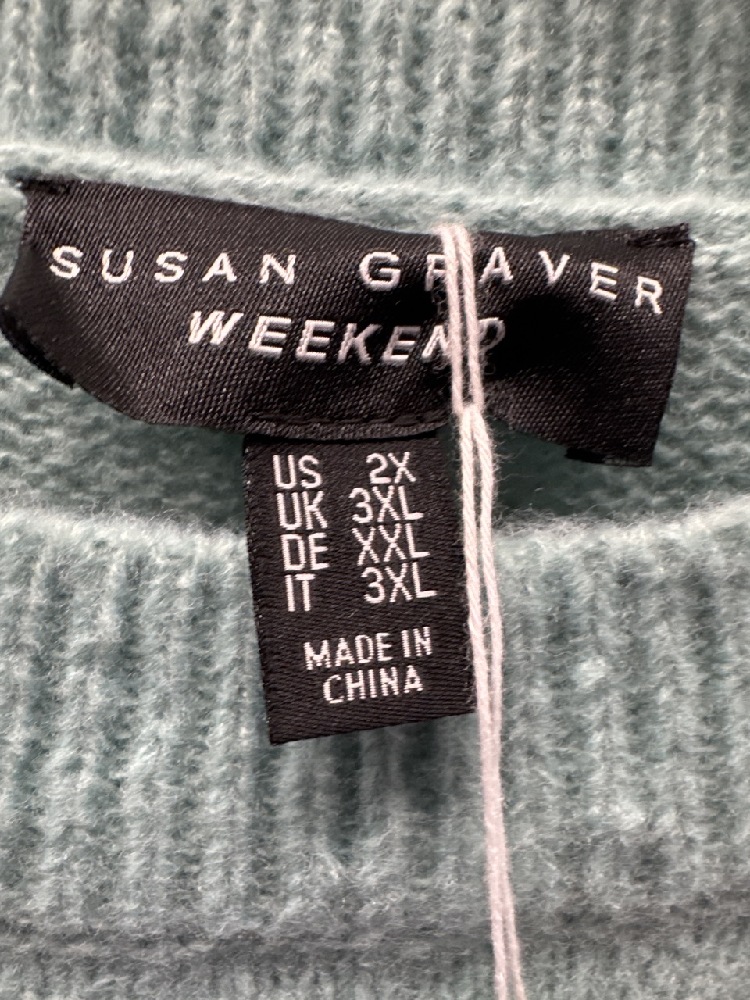 SUSAN GRAVER
WEEKEND
US 2X
UK 3XL
DE XXL
IT 3XL
MADE IN
CHINA